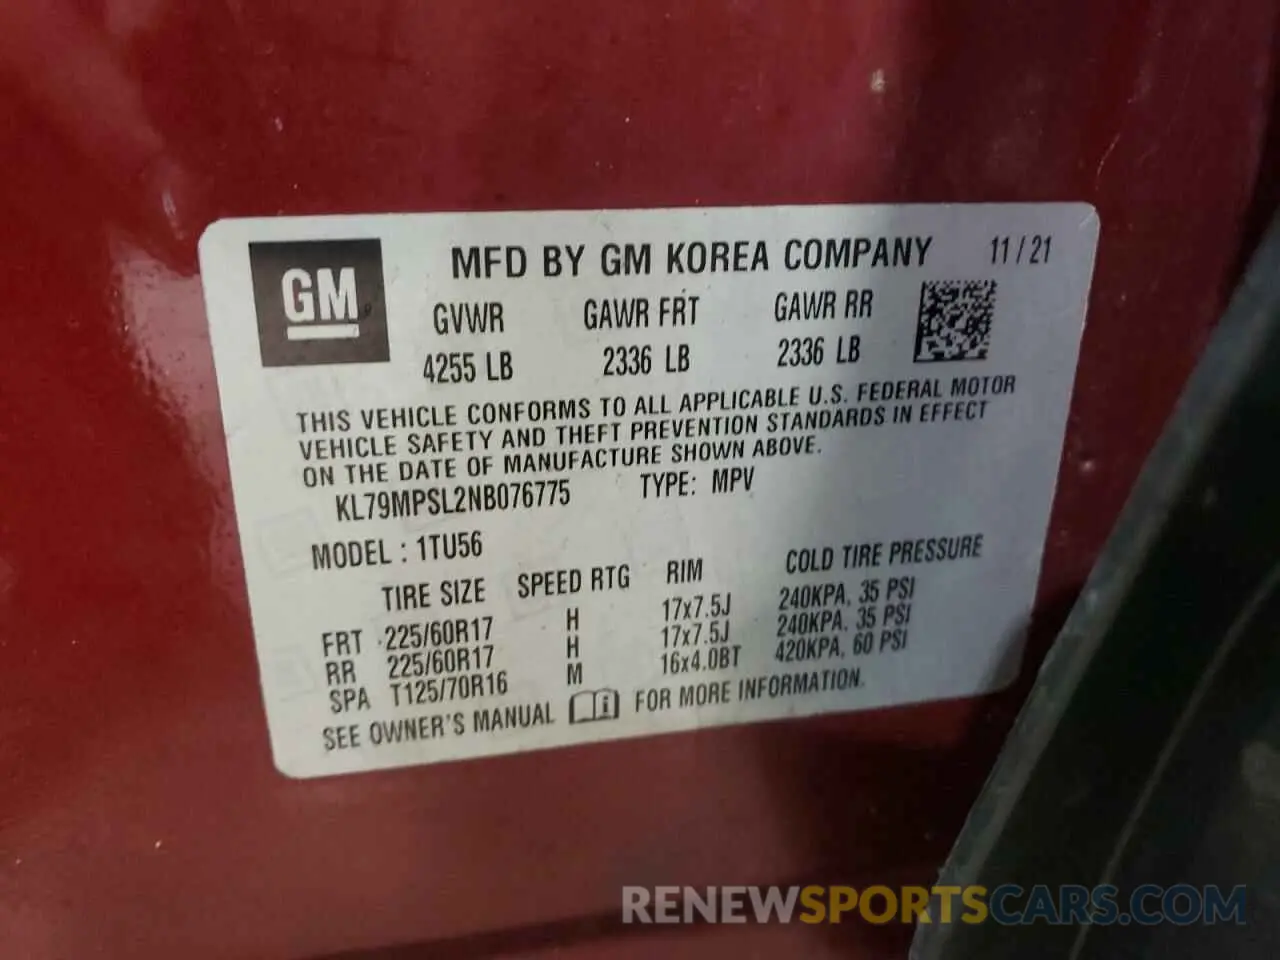 GM
MFD BY GM KOREA COMPANY 11/21
GVWR GAWR FRT GAWR RR
4255 LB 2336 LB 2336 LB
THIS VEHICLE CONFORMS TO ALL APPLICABLE U.S. FEDERAL MOTOR
VEHICLE SAFETY AND THEFT PREVENTION STANDARDS IN EFFECT
ON THE DATE OF MANUFACTURE SHOWN ABOVE.
KL79MPSL2NB076775 TYPE: MPV
MODEL : 1TU56
TIRE SIZE SPEED RTG RIM COLD TIRE PRESSURE
FRT 225/60R17 H 17x7.5J 240KPA, 35 PSI
RR 225/60R17 H 17x7.5J 240KPA, 35 PSI
SPA T125/70R16 M 16x4.0BT 420KPA, 60 PSI
SEE OWNER'S MANUAL i FOR MORE INFORMATION.
RENEWSPORTSCARS.COM